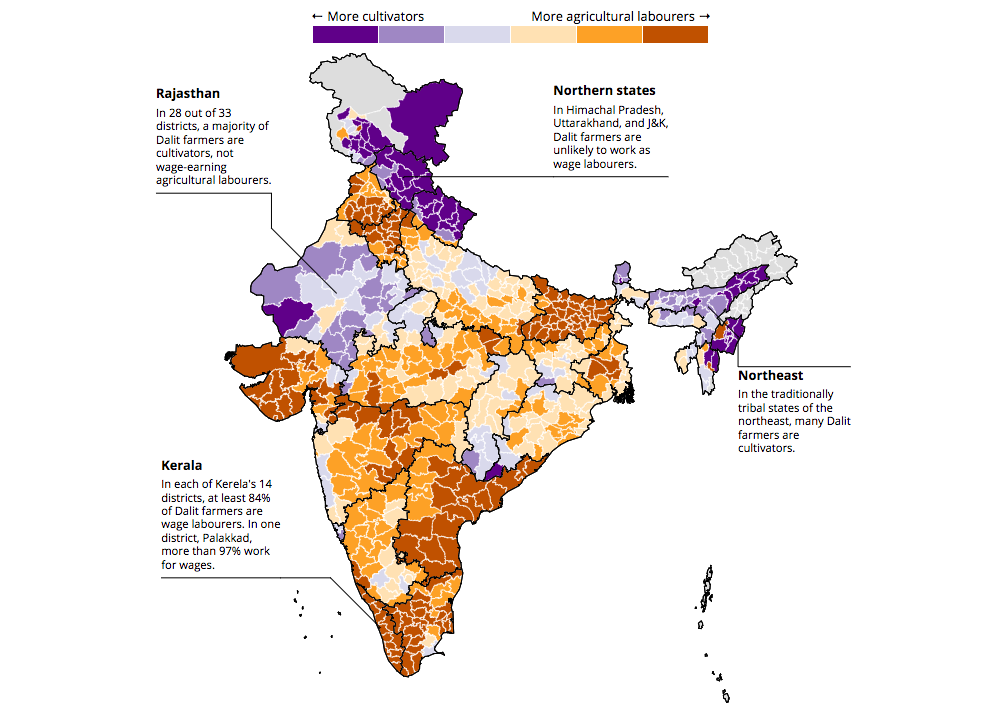 ← More cultivators
More agricultural labourers →
Rajasthan
In 28 out of 33
districts, a majority of
Dalit farmers are
cultivators, not
wage-earning
agricultural labourers.
Northern states
In Himachal Pradesh,
Uttarakhand, and J&K,
Dalit farmers are
unlikely to work as
wage labourers.
Northeast
In the traditionally
tribal states of the
northeast, many Dalit
farmers are
cultivators.
Kerala
In each of Kerela's 14
districts, at least 84%
of Dalit farmers are
wage labourers. In one
district, Palakkad,
more than 97% work
for wages.